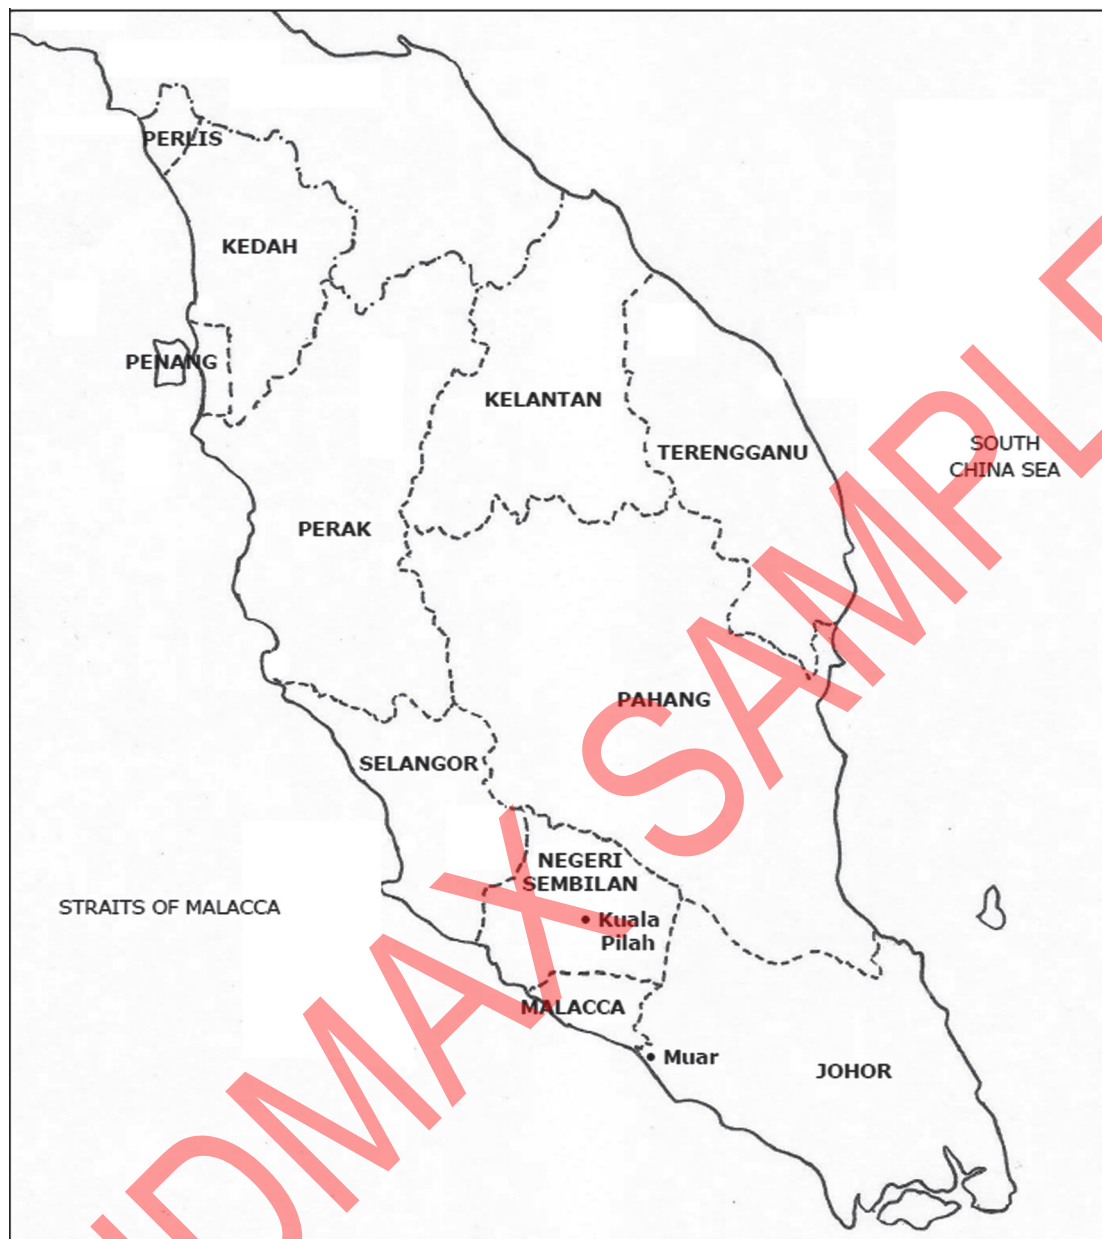 PERLIS
KEDAH
PENANG
KELANTAN
TERENGGANU
SOUTH
CHINA SEA
PERAK
PAHANG
SELANGOR
NEGERI
SEMBILAN
STRAITS OF MALACCA
Kuala
Pilah
MALACCA
Muar
JOHOR
DMAX SAMPLE